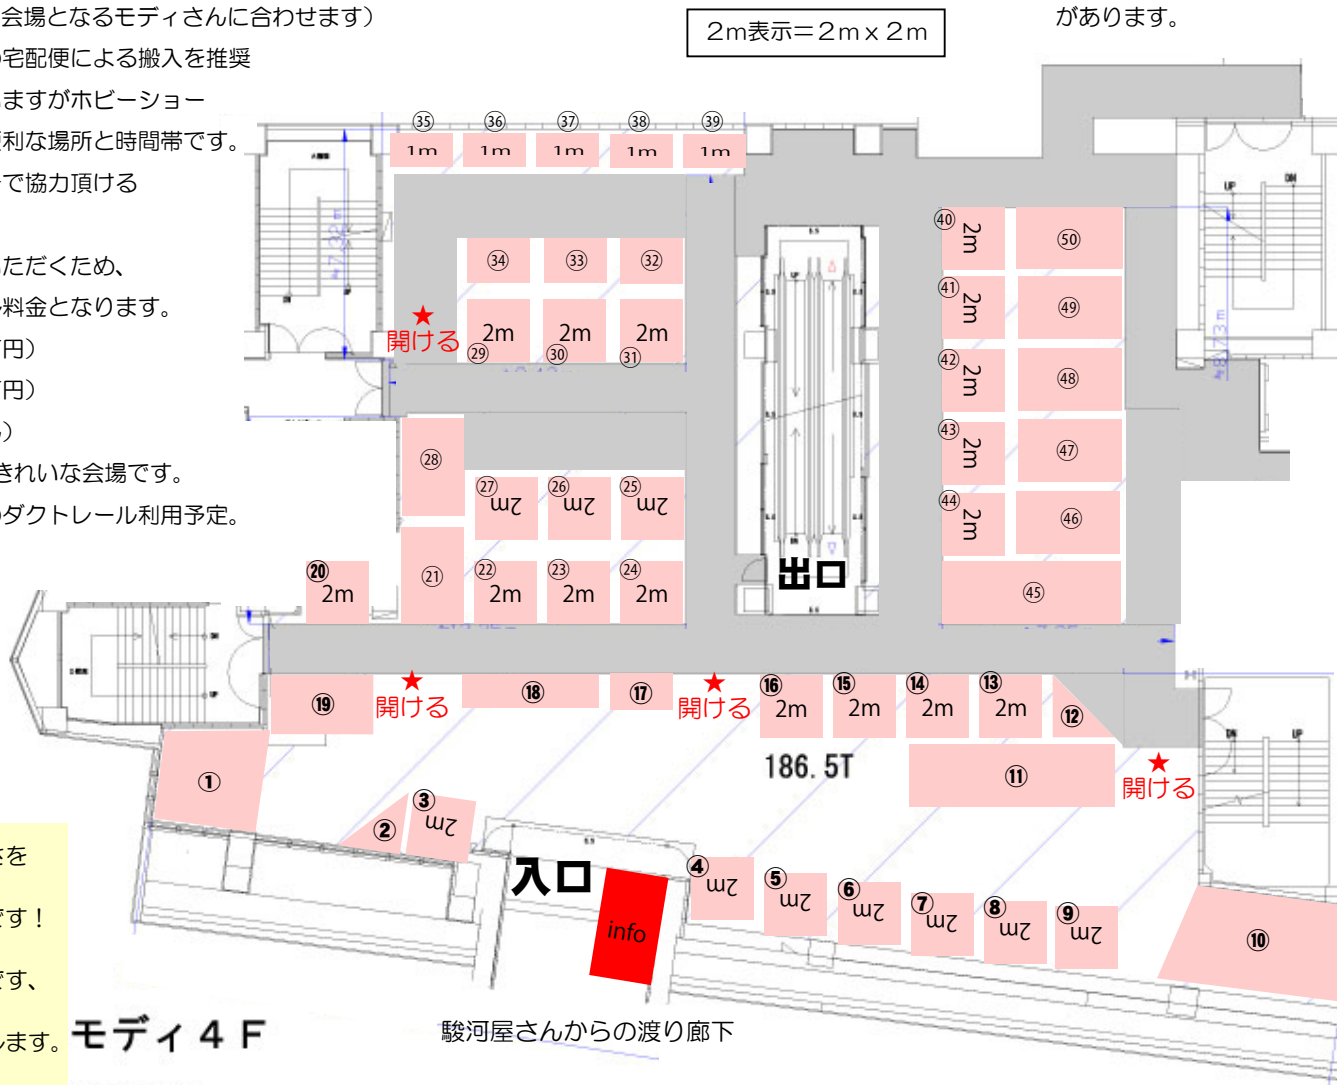 会場となるモディさんに合わせます）
宅配便による搬入を推奨
ますがホビーショー
利な場所と時間帯です。
で協力頂ける
ただくため、
料金となります。
円）
円）
）
きれいな会場です。
のダクトレール利用予定。
2m表示＝2m x 2m
があります。
㉟ ㊱ ㊲ ㊳ ㊴
1m 1m 1m 1m 1m
㉞ ㉝ ㉜
★
開ける
2m 2m 2m
㉙ ㉚ ㉛
㊵ 2m ㊿
㊶ 2m ㊾
㊷ 2m ㊽
㊸ 2m ㊼
㊹ 2m ㊻
㊺
UP
DN
㉘
㉗ 2m ㉖ 2m ㉕ 2m
⑳ 2m ㉑ ㉒ 2m ㉓ 2m ㉔ 2m
出口
⑲ ★ 開ける ⑱ ⑰ ★ 開ける ⑯ 2m ⑮ 2m ⑭ 2m ⑬ 2m ⑫
186.5T
⑪
★
開ける
DN
UP
① ② ③ 2m
入口
info
④ 2m ⑤ 2m ⑥ 2m ⑦ 2m ⑧ 2m ⑨ 2m ⑩
を
です！
です、
します。
モディ４Ｆ
駿河屋さんからの渡り廊下